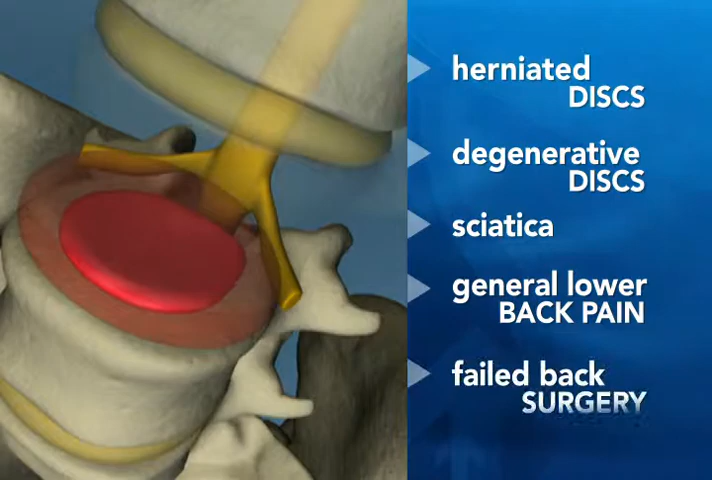 herniated
DISCS
degenerative
DISCS
sciatica
general lower
BACK PAIN
failed back
SURGERY